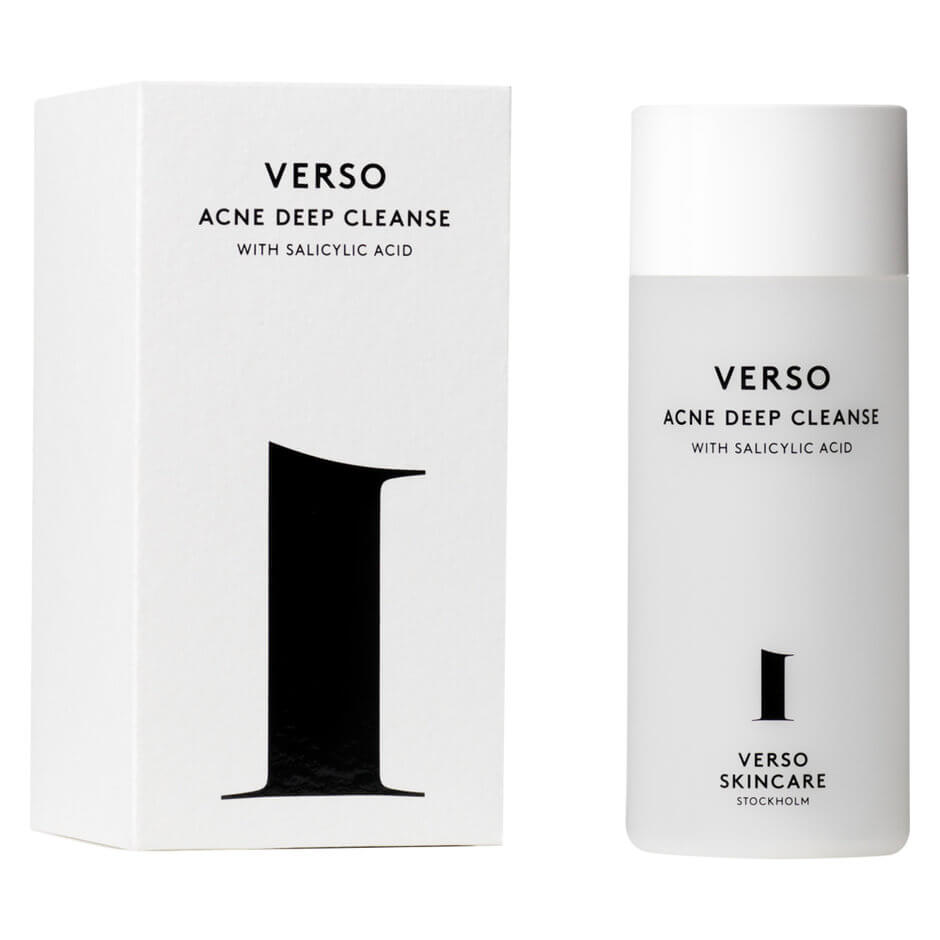 VERSO
ACNE DEEP CLEANSE
WITH SALICYLIC ACID
1
VERSO
ACNE DEEP CLEANSE
WITH SALICYLIC ACID
1
VERSO
SKINCARE
STOCKHOLM